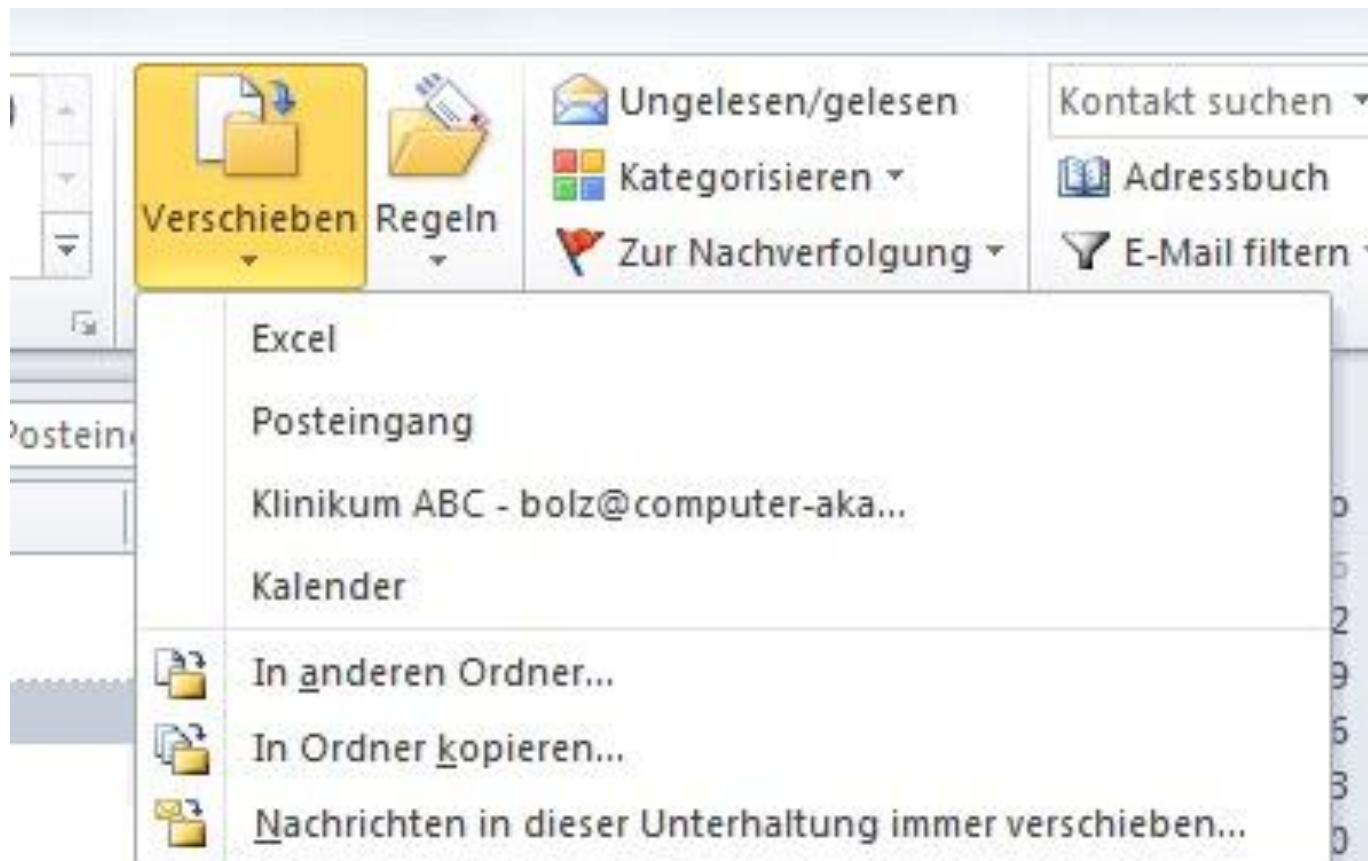 Verschieben
Regeln
Ungelesen/gelesen
Kategorisieren
Zur Nachverfolgung
Kontakt suchen
Adressbuch
E-Mail filtern
Excel
Posteingang
Klinikum ABC - bolz@computer-aka...
Kalender
In anderen Ordner...
In Ordner kopieren...
Nachrichten in dieser Unterhaltung immer verschieben...